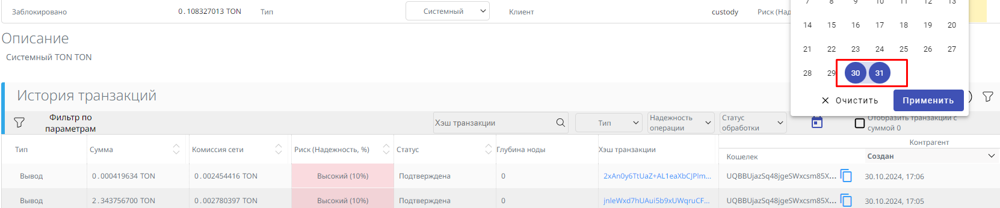 Заблокировано 0.108327013 TON Тип Системный Клиент custody Риск (Над
7 8 9 10 11 12 13
14 15 16 17 18 19 20
21 22 23 24 25 26 27
28 29 30 31
Очистить Применить
Описание
Системный TON TON
История транзакций
Фильтр по параметрам
Хэш транзакции
Тип
Надежность операции
Статус обработки
Отобразить транзакции с суммой 0
Контрагент
Тип Сумма Комиссия сети Риск (Надежность, %) Статус Глубина ноды Хэш транзакции Кошелек Создан
Вывод 0.000419634 TON 0.002454416 TON Высокий (10%) Подтверждена 0 2xAn0y6TtUaZ+AL1eaXbCJPIm... UQBBUjazSq48jgeSWxcsm85X... 30.10.2024, 17:06
Вывод 2.343756700 TON 0.002780397 TON Высокий (10%) Подтверждена 0 jnIeWxd7hUAui5b9xUWqruCF... UQBBUjazSq48jgeSWxcsm85X... 30.10.2024, 17:05